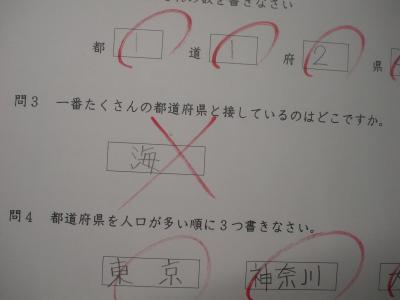 の数を書きなさい
都 1 道 1 府 2 県
問3 一番たくさんの都道府県と接しているのはどこですか。
海
問4 都道府県を人口が多い順に3つ書きなさい。
東京 神奈川